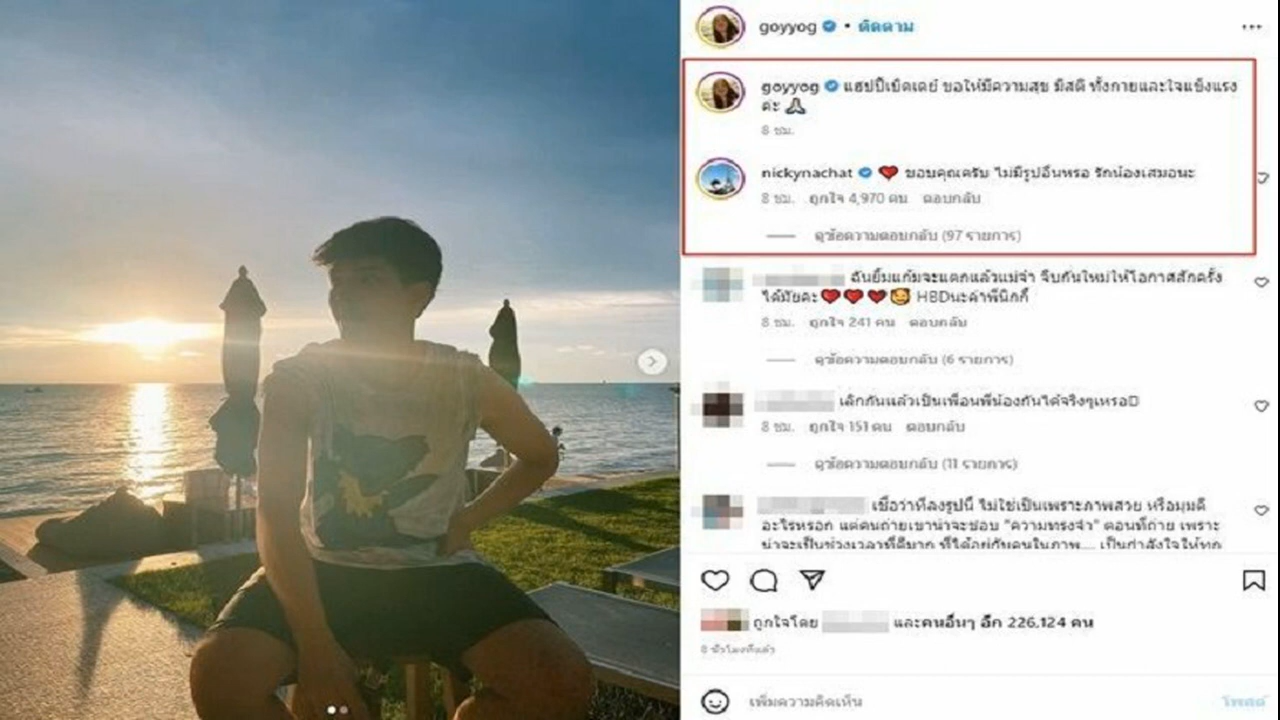 goyyog • ติดตาม
goyyog แฮปปี้เบิดเดย์ ขอให้มีความสุข มีสติ ทั้งกายและใจแข็งแรง
ค่ะ 🙏🏻
8 ชม.
nickynachat ❤️ ขอบคุณครับ ไม่มีรูปอื่นหรอ รักน้องเสมอนะ
8 ชม. ถูกใจ 4,970 คน ตอบกลับ
ดูข้อความตอบกลับ (97 รายการ)
ฉันยิ้มแก้มจะแตกแล้วแม่จ๋า จีบกันใหม่ให้โอกาสสักครั้ง
ได้มั้ยคะ❤️❤️❤️🥰 HBDนะค้าพี่นิกกี้
8 ชม. ถูกใจ 241 คน ตอบกลับ
ดูข้อความตอบกลับ (6 รายการ)
เลิกกันแล้วเป็นเพื่อนพี่น้องกันได้จริงๆเหรอ
8 ชม. ถูกใจ 151 คน ตอบกลับ
ดูข้อความตอบกลับ (11 รายการ)
เชื่อว่าที่ลงรูปนี้ ไม่ใช่เป็นเพราะภาพสวย หรือมุมดี
อะไรหรอก แต่คนถ่ายเขาน่าจะชอบ "ความทรงจำ" ตอนที่ถ่าย เพราะ
น่าจะเป็นช่วงเวลาที่ดีมาก ที่ได้อยู่กับคนในภาพ.... เป็นกำลังใจให้ทุก
ถูกใจโดย และคนอื่นๆ อีก 226,124 คน
8 ชั่วโมงที่แล้ว
เพิ่มความคิดเห็น โพสต์